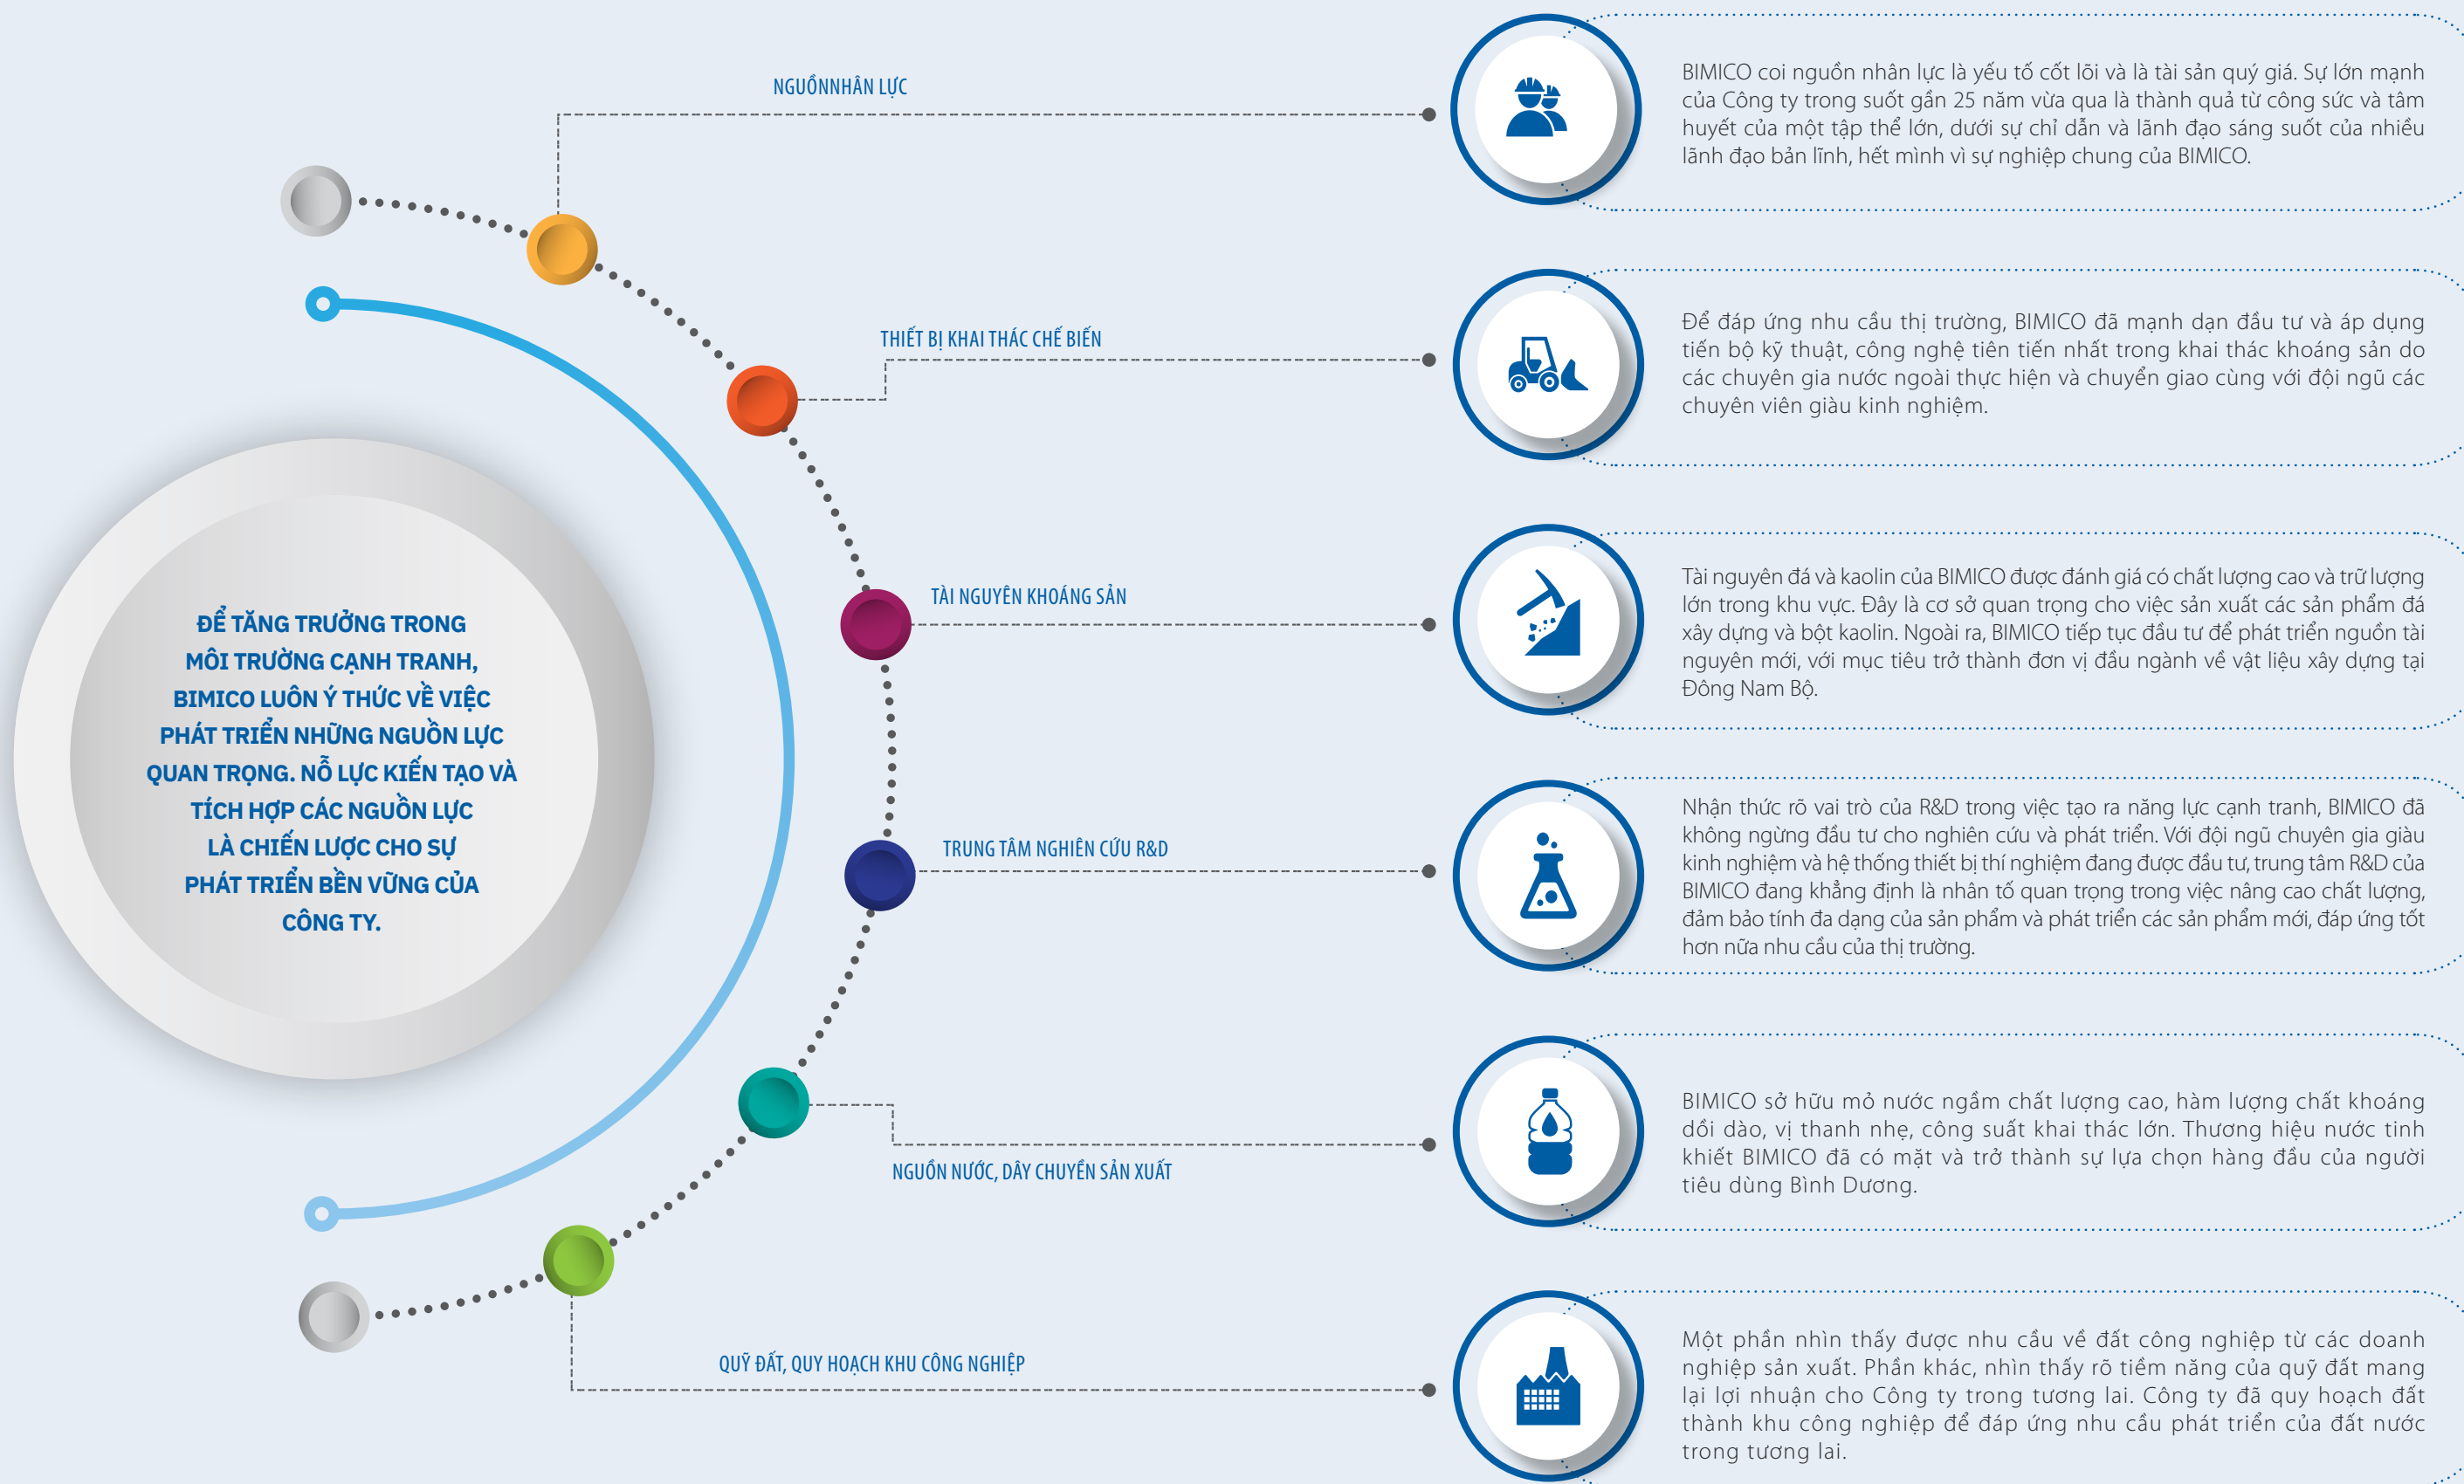 ĐỂ TĂNG TRƯỞNG TRONG
MÔI TRƯỜNG CẠNH TRANH,
BIMICO LUÔN Ý THỨC VỀ VIỆC
PHÁT TRIỂN NHỮNG NGUỒN LỰC
QUAN TRỌNG. NỖ LỰC KIẾN TẠO VÀ
TÍCH HỢP CÁC NGUỒN LỰC
LÀ CHIẾN LƯỢC CHO SỰ
PHÁT TRIỂN BỀN VỮNG CỦA
CÔNG TY.
NGUỒNNHÂN LỰC
BIMICO coi nguồn nhân lực là yếu tố cốt lõi và là tài sản quý giá. Sự lớn mạnh
của Công ty trong suốt gần 25 năm vừa qua là thành quả từ công sức và tâm
huyết của một tập thể lớn, dưới sự chỉ dẫn và lãnh đạo sáng suốt của nhiều
lãnh đạo bản lĩnh, hết mình vì sự nghiệp chung của BIMICO.
THIẾT BỊ KHAI THÁC CHẾ BIẾN
Để đáp ứng nhu cầu thị trường, BIMICO đã mạnh dạn đầu tư và áp dụng
tiến bộ kỹ thuật, công nghệ tiên tiến nhất trong khai thác khoáng sản do
các chuyên gia nước ngoài thực hiện và chuyển giao cùng với đội ngũ các
chuyên viên giàu kinh nghiệm.
TÀI NGUYÊN KHOÁNG SẢN
Tài nguyên đá và kaolin của BIMICO được đánh giá có chất lượng cao và trữ lượng
lớn trong khu vực. Đây là cơ sở quan trọng cho việc sản xuất các sản phẩm đá
xây dựng và bột kaolin. Ngoài ra, BIMICO tiếp tục đầu tư để phát triển nguồn tài
nguyên mới, với mục tiêu trở thành đơn vị đầu ngành về vật liệu xây dựng tại
Đông Nam Bộ.
TRUNG TÂM NGHIÊN CỨU R&D
Nhận thức rõ vai trò của R&D trong việc tạo ra năng lực cạnh tranh, BIMICO đã
không ngừng đầu tư cho nghiên cứu và phát triển. Với đội ngũ chuyên gia giàu
kinh nghiệm và hệ thống thiết bị thí nghiệm đang được đầu tư, trung tâm R&D của
BIMICO đang khẳng định là nhân tố quan trọng trong việc nâng cao chất lượng,
đảm bảo tính đa dạng của sản phẩm và phát triển các sản phẩm mới, đáp ứng tốt
hơn nữa nhu cầu của thị trường.
NGUỒN NƯỚC, DÂY CHUYỀN SẢN XUẤT
BIMICO sở hữu mỏ nước ngầm chất lượng cao, hàm lượng chất khoáng
dồi dào, vị thanh nhẹ, công suất khai thác lớn. Thương hiệu nước tinh
khiết BIMICO đã có mặt và trở thành sự lựa chọn hàng đầu của người
tiêu dùng Bình Dương.
QUỸ ĐẤT, QUY HOẠCH KHU CÔNG NGHIỆP
Một phần nhìn thấy được nhu cầu về đất công nghiệp từ các doanh
nghiệp sản xuất. Phần khác, nhìn thấy rõ tiềm năng của quỹ đất mang
lại lợi nhuận cho Công ty trong tương lai. Công ty đã quy hoạch đất
thành khu công nghiệp để đáp ứng nhu cầu phát triển của đất nước
trong tương lai.